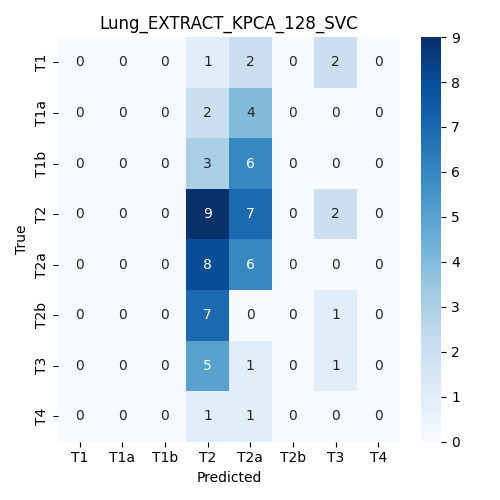 Lung_EXTRACT_KPCA_128_SVC
T1 0 0 0 1 2 0 2 0
T1a 0 0 0 2 4 0 0 0
T1b 0 0 0 3 6 0 0 0
T2 0 0 0 9 7 0 2 0
T2a 0 0 0 8 6 0 0 0
T2b 0 0 0 7 0 0 1 0
T3 0 0 0 5 1 0 1 0
T4 0 0 0 1 1 0 0 0
T1 T1a T1b T2 T2a T2b T3 T4
Predicted
True
9
8
7
6
5
4
3
2
1
0